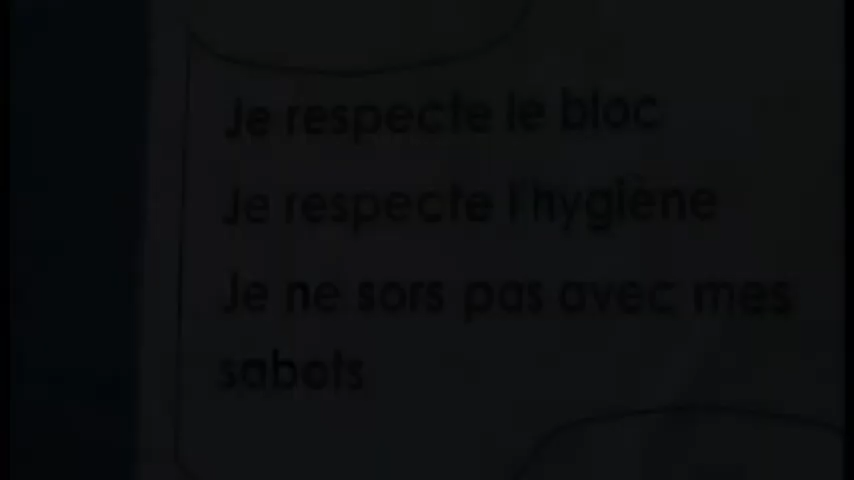 Je respecte le bloc
Je respecte l'hygiène
Je ne sors pas avec mes
sabots